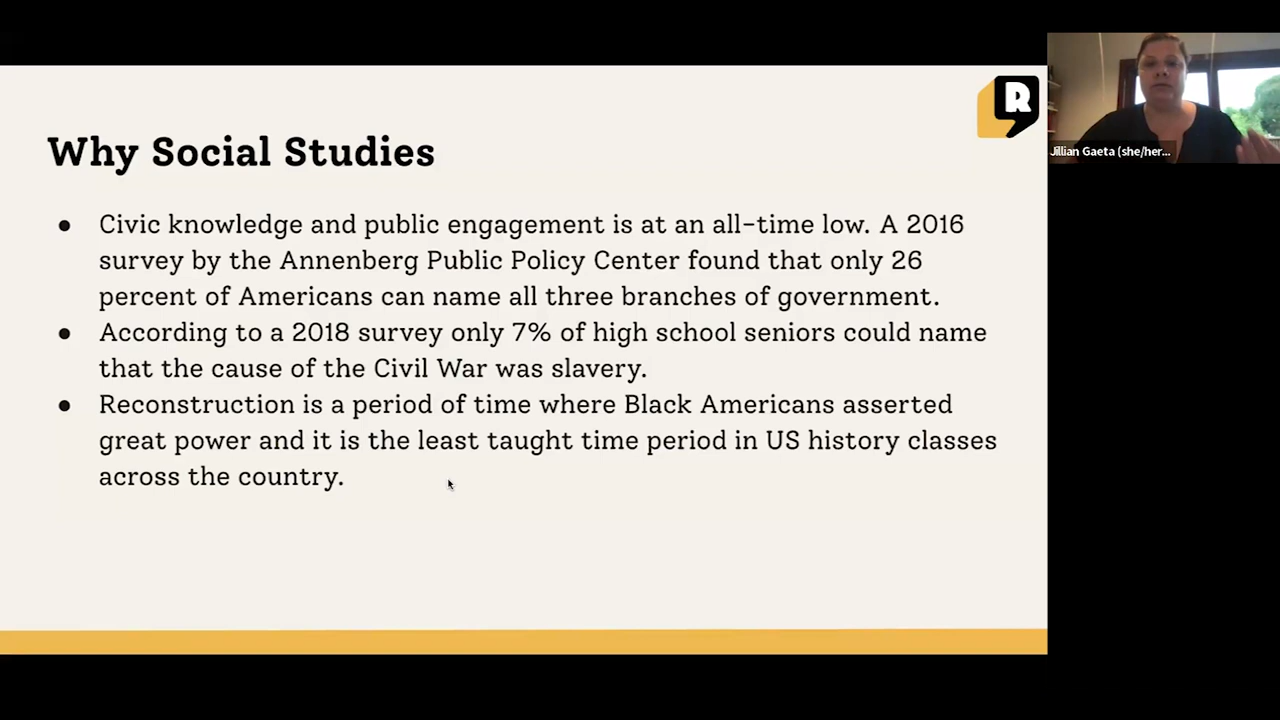 R
Why Social Studies
● Civic knowledge and public engagement is at an all-time low. A 2016
survey by the Annenberg Public Policy Center found that only 26
percent of Americans can name all three branches of government.
● According to a 2018 survey only 7% of high school seniors could name
that the cause of the Civil War was slavery.
● Reconstruction is a period of time where Black Americans asserted
great power and it is the least taught time period in US history classes
across the country.
Jillian Gaeta (she/her...